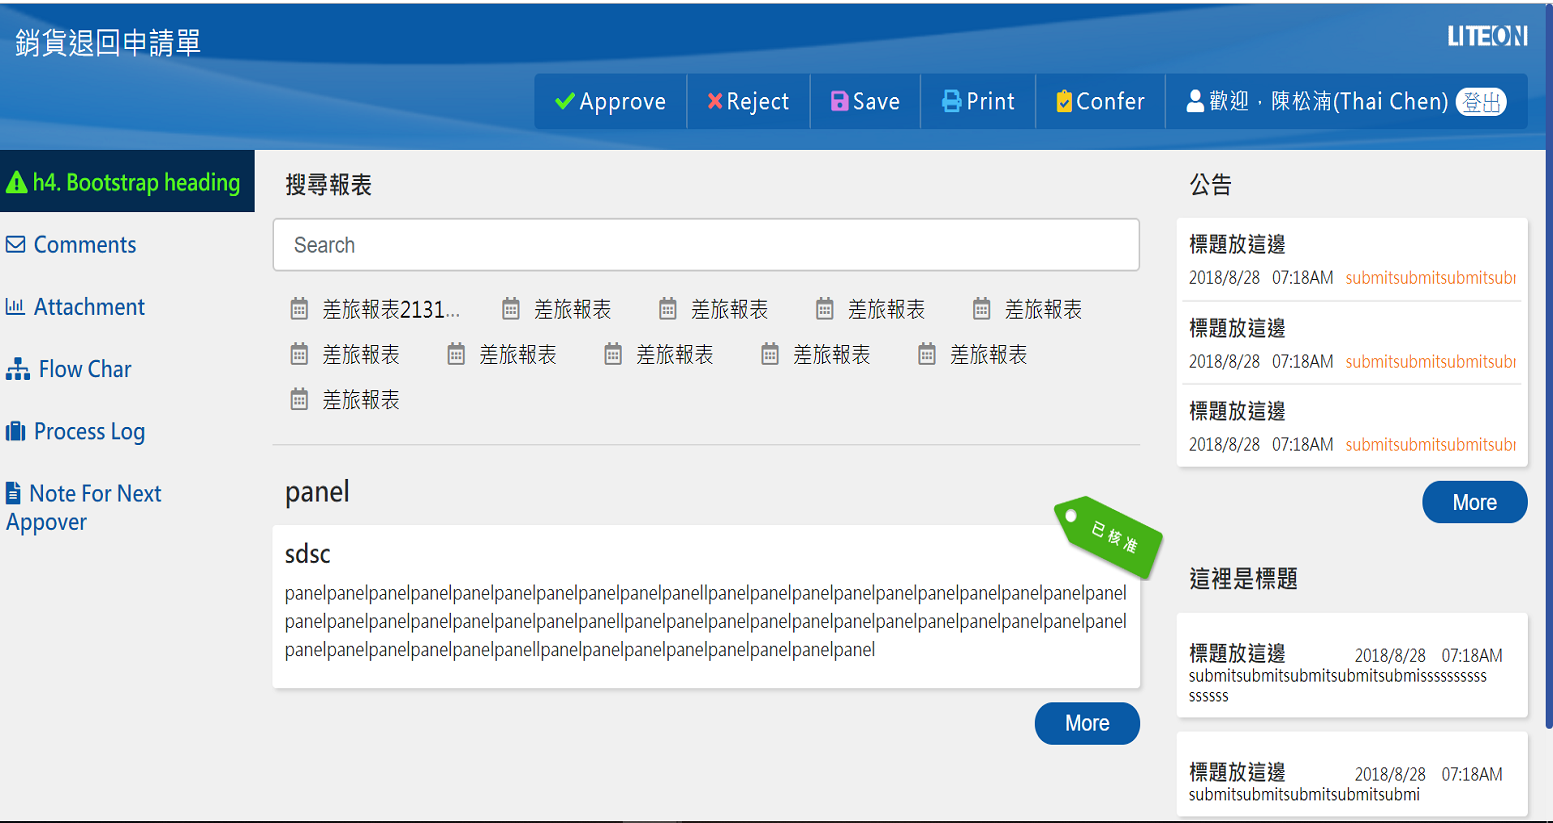 銷貨退回申請單
LITEON
Approve
Reject
Save
Print
Confer
歡迎，陳松湳(Thai Chen) 登出
h4. Bootstrap heading
Comments
Attachment
Flow Char
Process Log
Note For Next
Appover
搜尋報表
Search
差旅報表2131... 差旅報表 差旅報表 差旅報表 差旅報表
差旅報表 差旅報表 差旅報表 差旅報表 差旅報表
差旅報表
panel
已核准
sdsc
panelpanelpanelpanelpanelpanelpanelpanelpanelpanellpanelpanelpanelpanelpanelpanelpanelpanelpanelpanel
panelpanelpanelpanelpanelpanelpanelpanellpanelpanelpanelpanelpanelpanelpanelpanelpanelpanelpanelpanel
panelpanelpanelpanelpanelpanellpanelpanelpanelpanelpanelpanelpanelpanel
More
公告
標題放這邊
2018/8/28 07:18AM submitsubmitsubmitsubr
標題放這邊
2018/8/28 07:18AM submitsubmitsubmitsubr
標題放這邊
2018/8/28 07:18AM submitsubmitsubmitsubr
More
這裡是標題
標題放這邊 2018/8/28 07:18AM
submitsubmitsubmitsubmitsubmisssssssssss
ssssss
標題放這邊 2018/8/28 07:18AM
submitsubmitsubmitsubmitsubmi